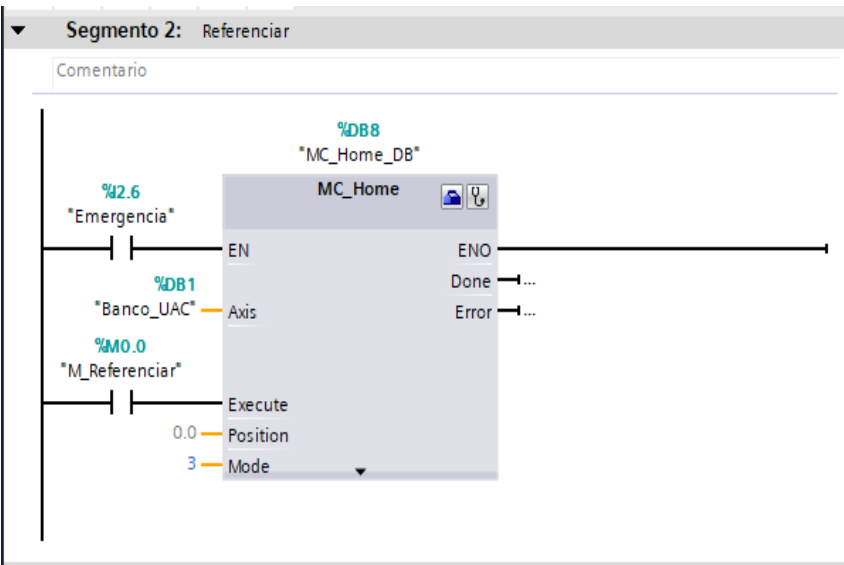 Segmento 2: Referenciar
Comentario
%DB8
"MC_Home_DB"
MC_Home
%I2.6
"Emergencia"
EN
ENO
%DB1
Done ...
"Banco_UAC"
Axis
Error ...
%M0.0
"M_Referenciar"
Execute
0.0 Position
3 Mode